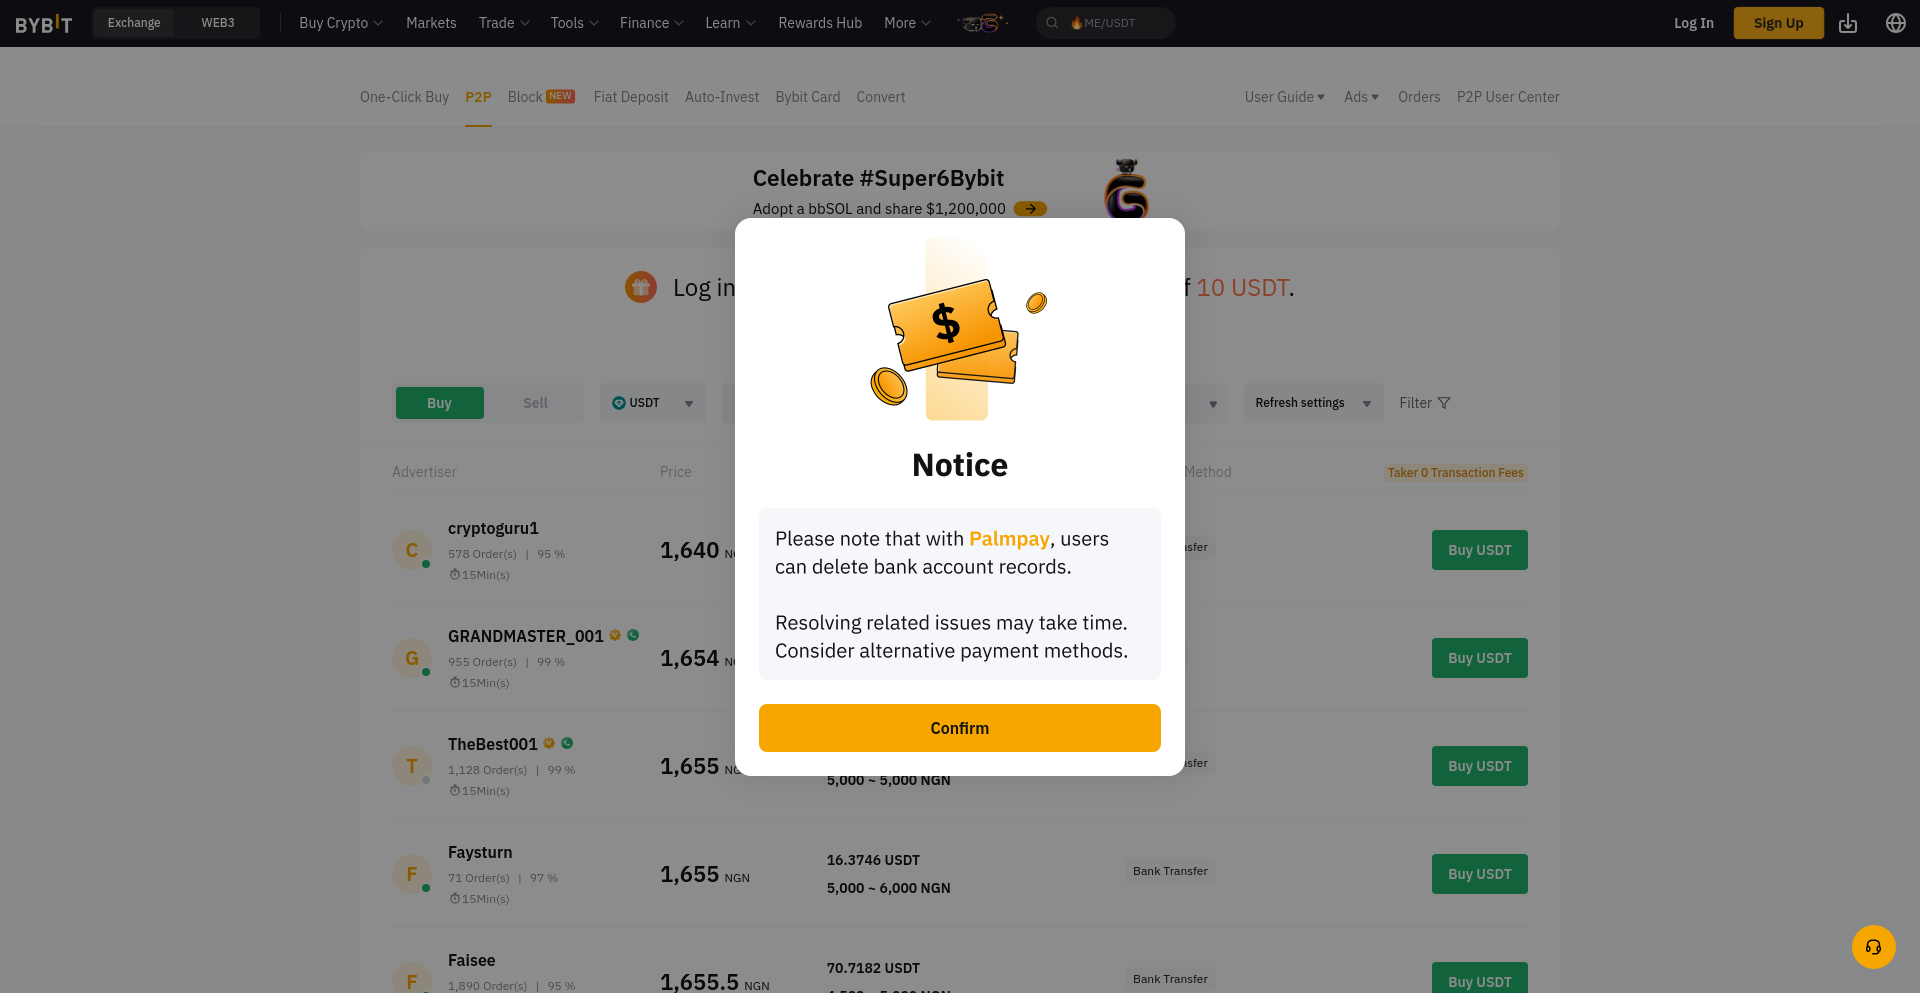 BYBIT
Exchange
WEB3
Buy Crypto
Markets
Trade
Tools
Finance
Learn
Rewards Hub
More
ME/USDT
Log In
Sign Up
One-Click Buy
P2P
Block NEW
Fiat Deposit
Auto-Invest
Bybit Card
Convert
User Guide
Ads
Orders
P2P User Center
Celebrate #Super6Bybit
Adopt a bbSOL and share $1,200,000
Log in
10 USDT.
Buy
Sell
USDT
Refresh settings
Filter
Advertiser
Price
Method
Taker 0 Transaction Fees
$
Notice
Please note that with Palmpay, users
can delete bank account records.
Resolving related issues may take time.
Consider alternative payment methods.
Confirm
C
cryptoguru1
578 Order(s) | 95 %
15Min(s)
1,640
Buy USDT
G
GRANDMASTER_001
955 Order(s) | 99 %
15Min(s)
1,654
Buy USDT
T
TheBest001
1,128 Order(s) | 99 %
15Min(s)
1,655
5,000 ~ 5,000 NGN
Buy USDT
F
Faysturn
71 Order(s) | 97 %
15Min(s)
1,655 NGN
16.3746 USDT
5,000 ~ 6,000 NGN
Bank Transfer
Buy USDT
F
Faisee
1,890 Order(s) | 95 %
1,655.5 NGN
70.7182 USDT
Bank Transfer
Buy USDT